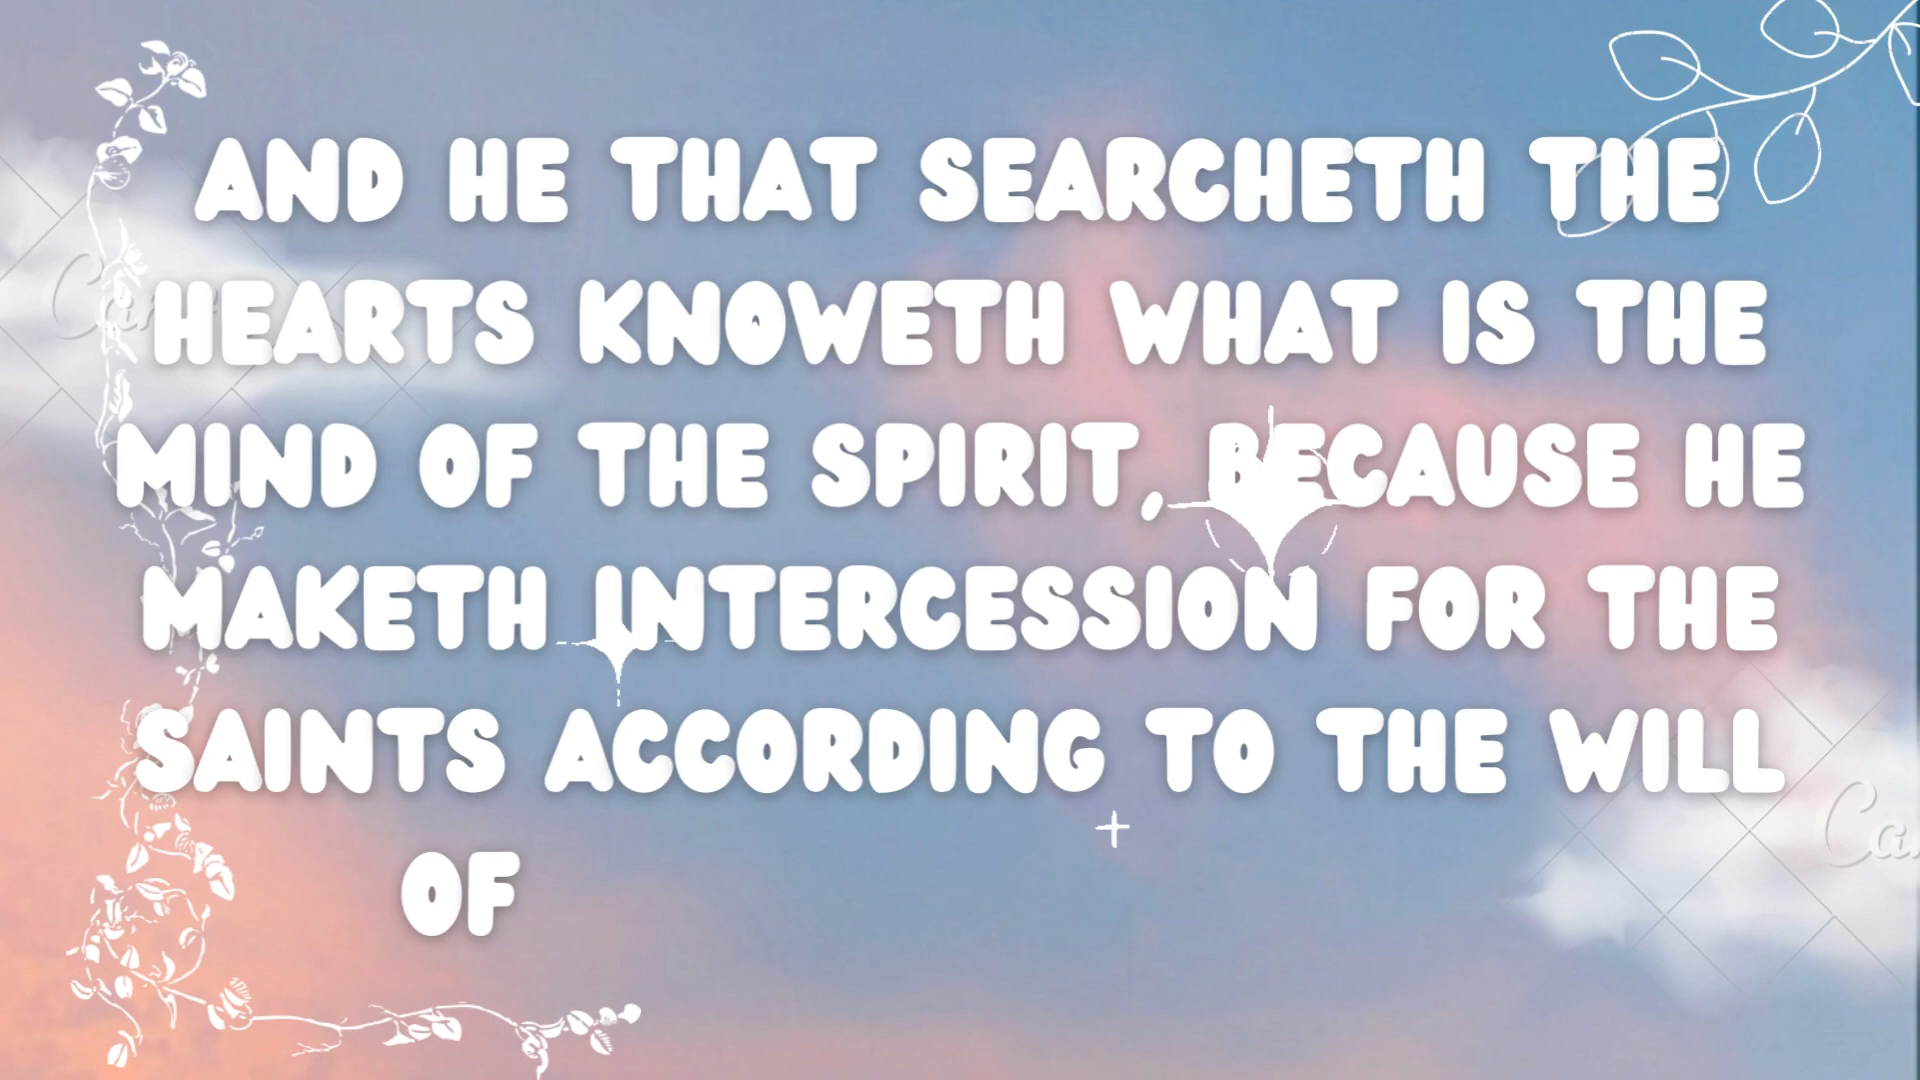 AND HE THAT SEARCHETH THE
HEARTS KNOWETH WHAT IS THE
MIND OF THE SPIRIT, BECAUSE HE
MAKETH INTERCESSION FOR THE
SAINTS ACCORDING TO THE WILL
OF